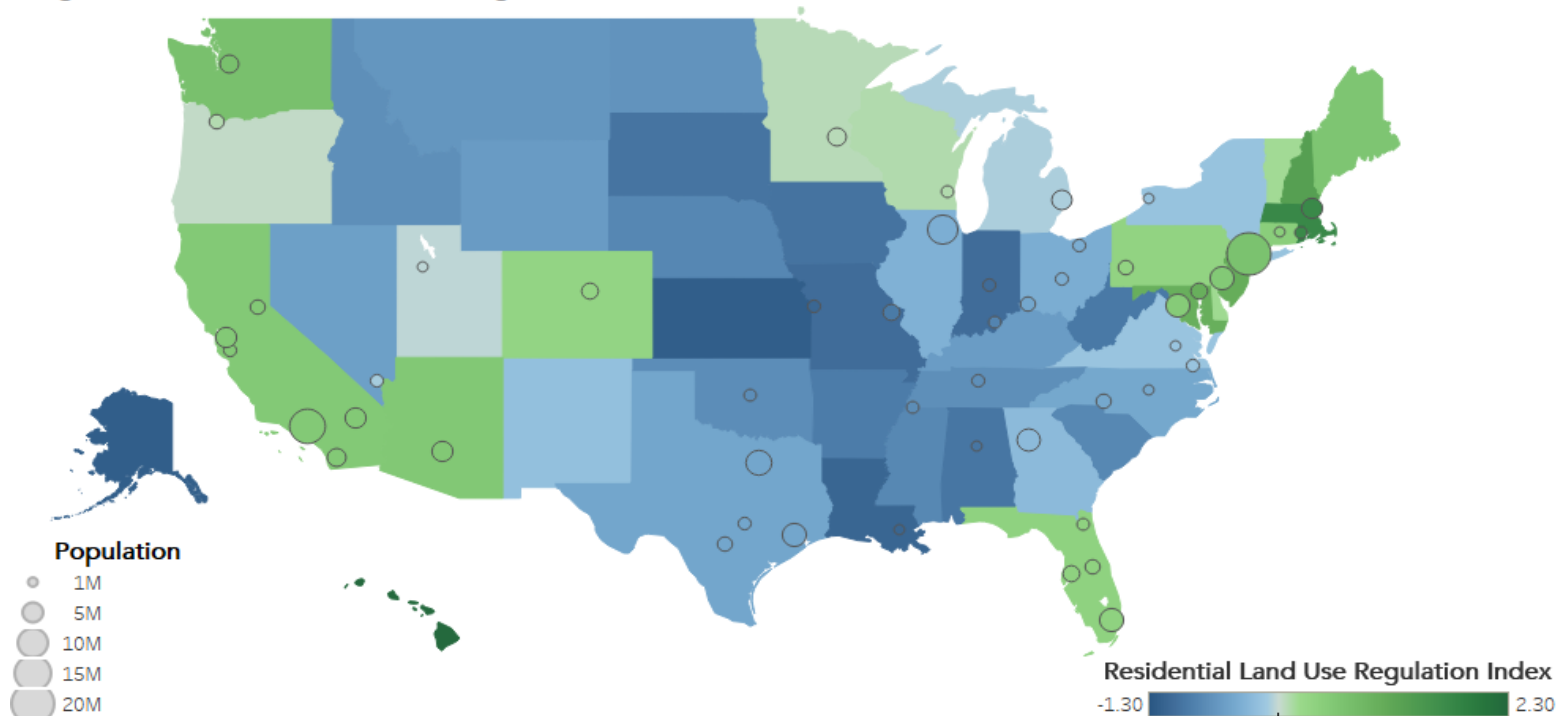 Population
1M
5M
10M
15M
20M
Residential Land Use Regulation Index
-1.30 2.30